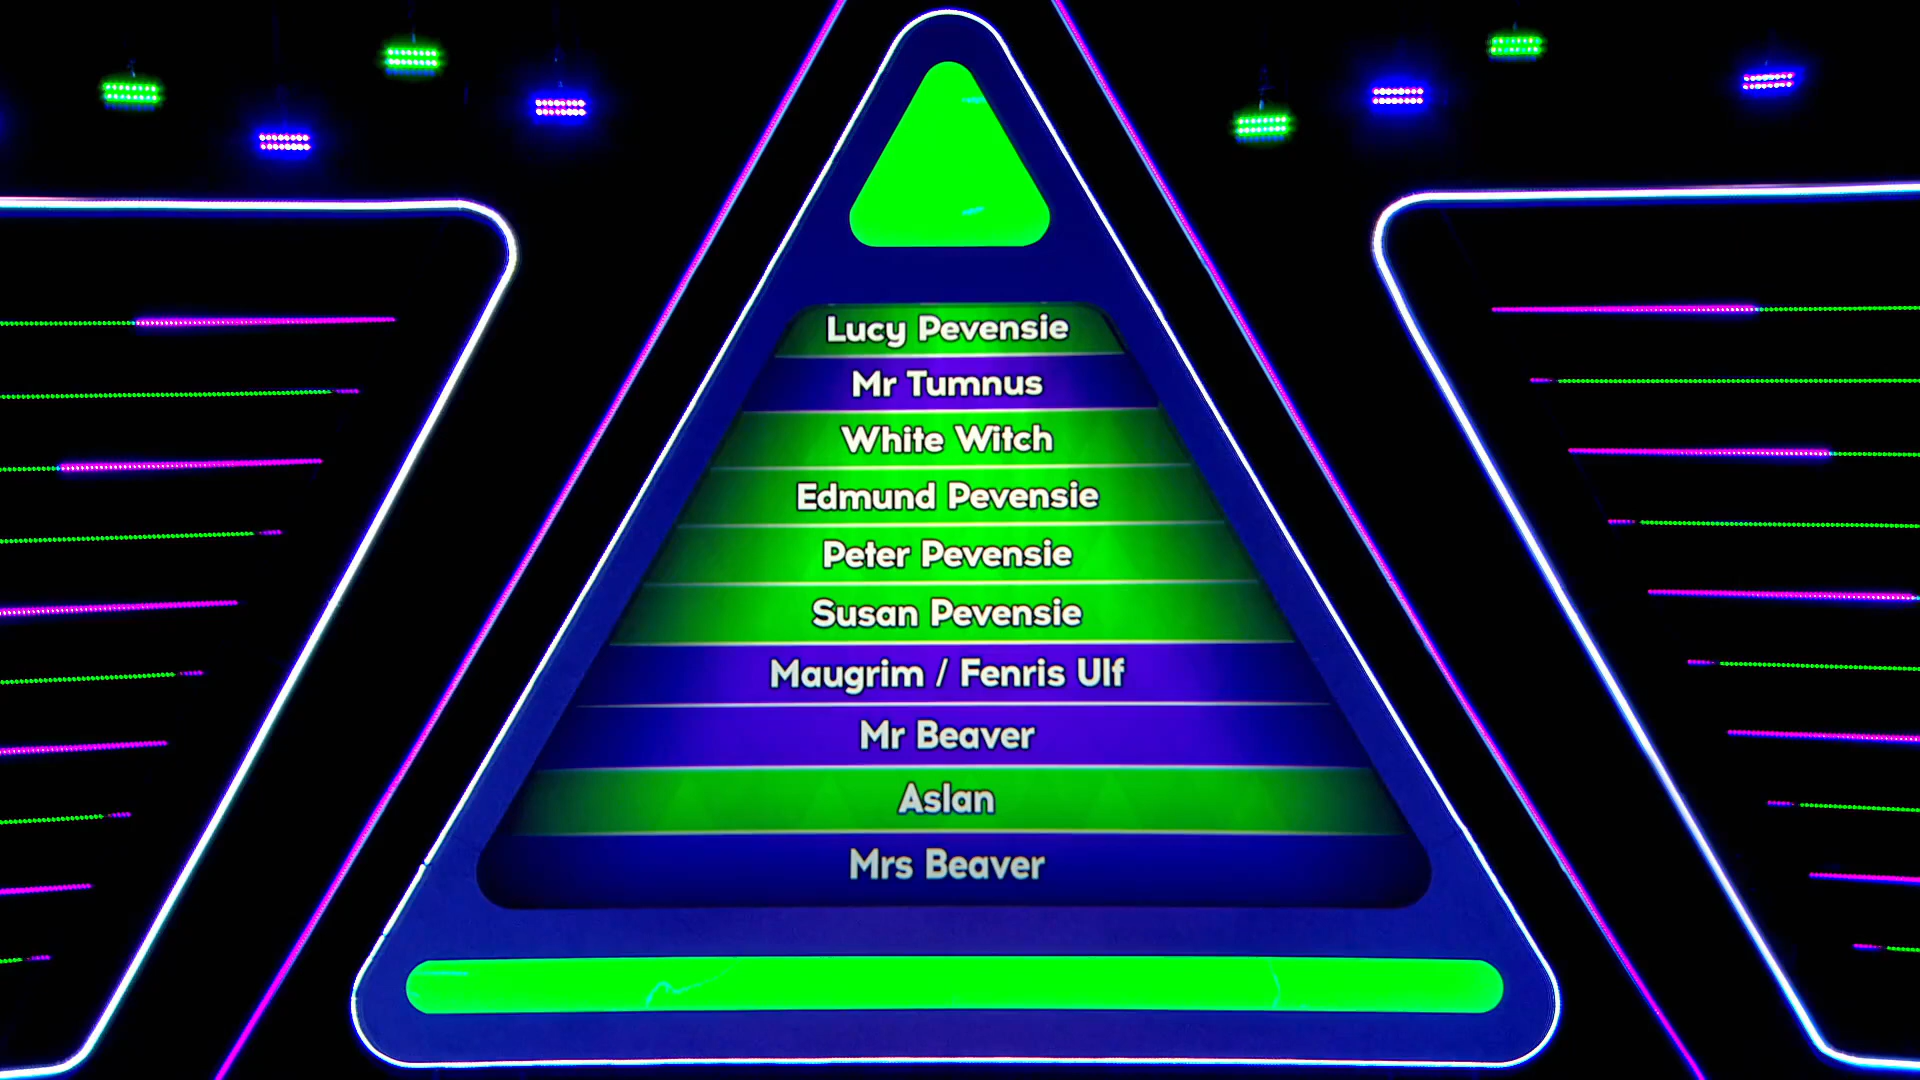 Lucy Pevensie
Mr Tumnus
White Witch
Edmund Pevensie
Peter Pevensie
Susan Pevensie
Maugrim / Fenris Ulf
Mr Beaver
Aslan
Mrs Beaver